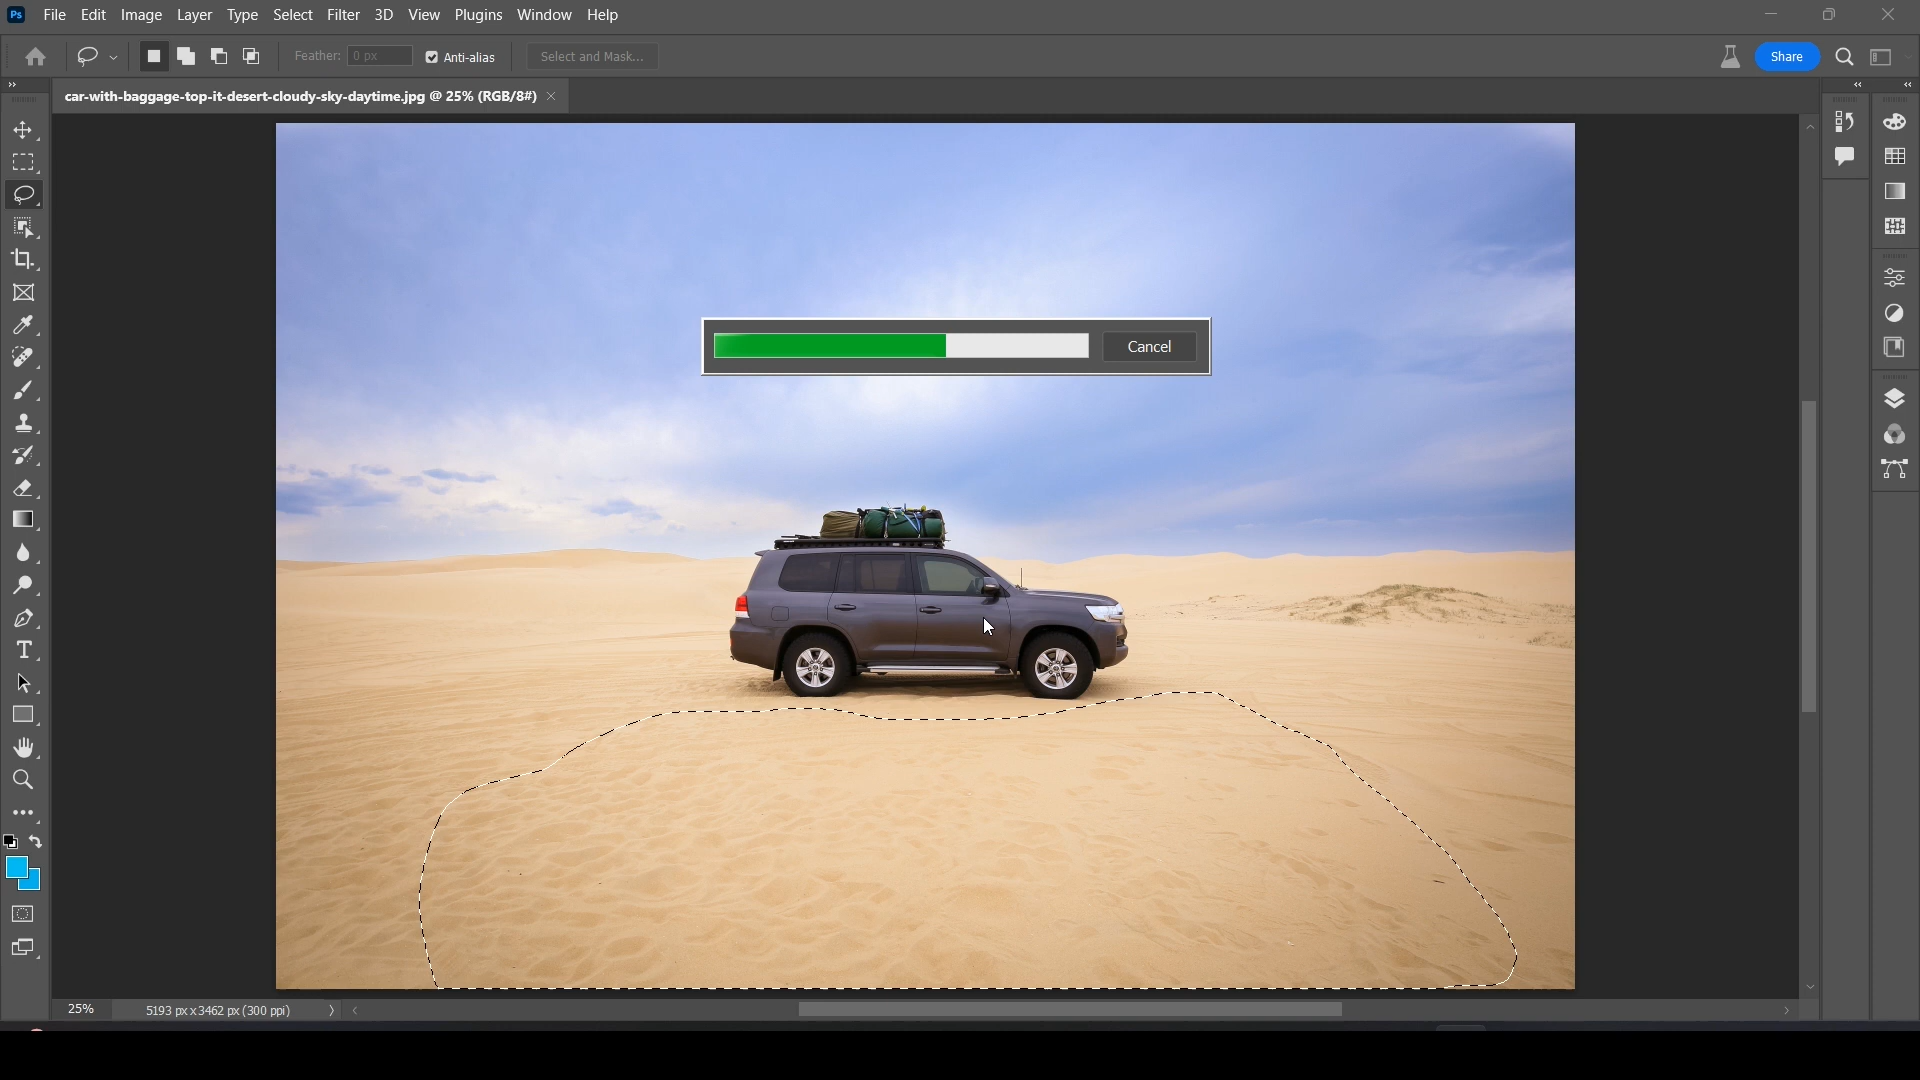 Ps File Edit Image Layer Type Select Filter 3D View Plugins Window Help
Feather: 0 px Anti-alias Select and Mask... Share
car-with-baggage-top-it-desert-cloudy-sky-daytime.jpg @ 25% (RGB/8#)
Cancel
25% 5193 px x 3462 px (300 ppi)